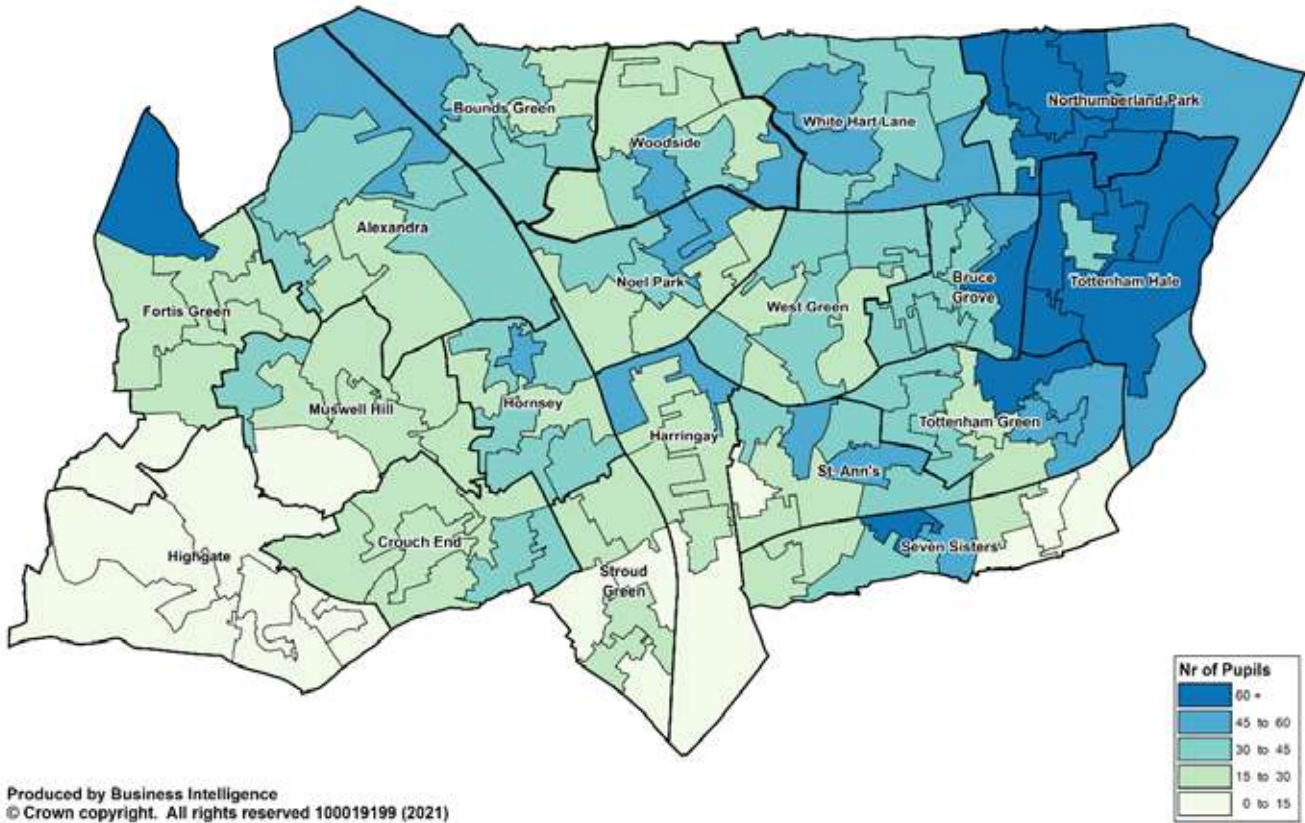 Northumberland Park
Bounds Green
White Hart Lane
Woodside
Alexandra
Noel Park
Bruce
Grove
Tottenham Hale
West Green
Fortis Green
Muswell Hill
Hornsey
Harringay
Tottenham Green
St. Ann's
Crouch End
Seven Sisters
Highgate
Stroud
Green
Nr of Pupils
60 +
45 to 60
30 to 45
15 to 30
0 to 15
Produced by Business Intelligence
© Crown copyright. All rights reserved 100019199 (2021)